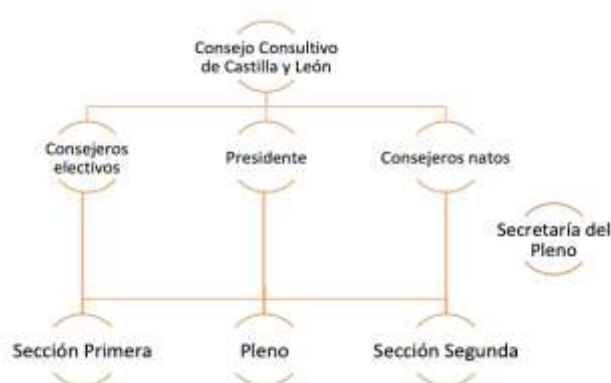 Consejo Consultivo
de Castilla y León
Consejeros
electivos
Presidente
Consejeros natos
Secretaría del
Pleno
Sección Primera
Pleno
Sección Segunda